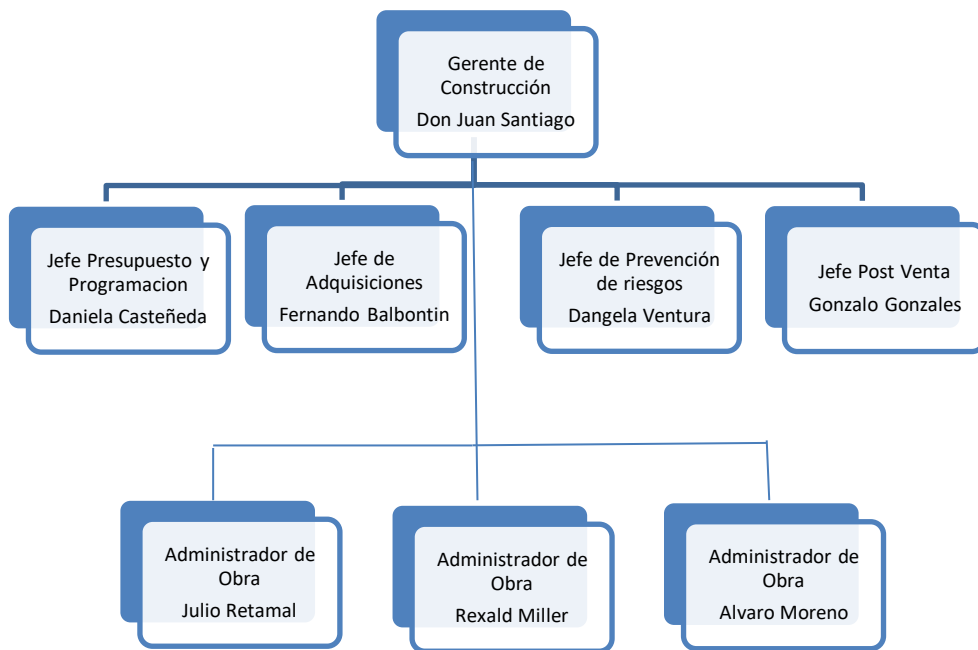 Gerente de
Construcción
Don Juan Santiago
Jefe Presupuesto y
Programacion
Daniela Casteñeda
Jefe de
Adquisiciones
Fernando Balbontin
Jefe de Prevención
de riesgos
Dangela Ventura
Jefe Post Venta
Gonzalo Gonzales
Administrador de
Obra
Julio Retamal
Administrador de
Obra
Rexald Miller
Administrador de
Obra
Alvaro Moreno